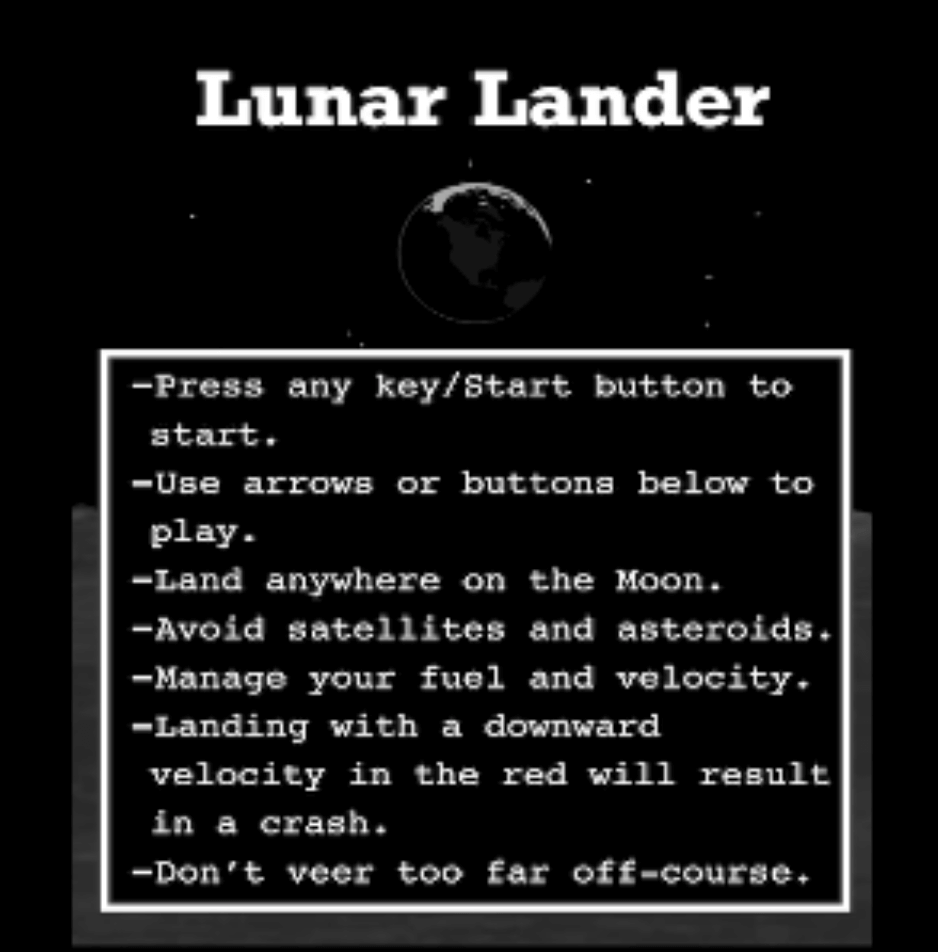 Lunar Lander
-Press any key/Start button to
start.
-Use arrows or buttons below to
play.
-Land anywhere on the Moon.
-Avoid satellites and asteroids.
-Manage your fuel and velocity.
-Landing with a downward
velocity in the red will result
in a crash.
-Don't veer too far off-course.